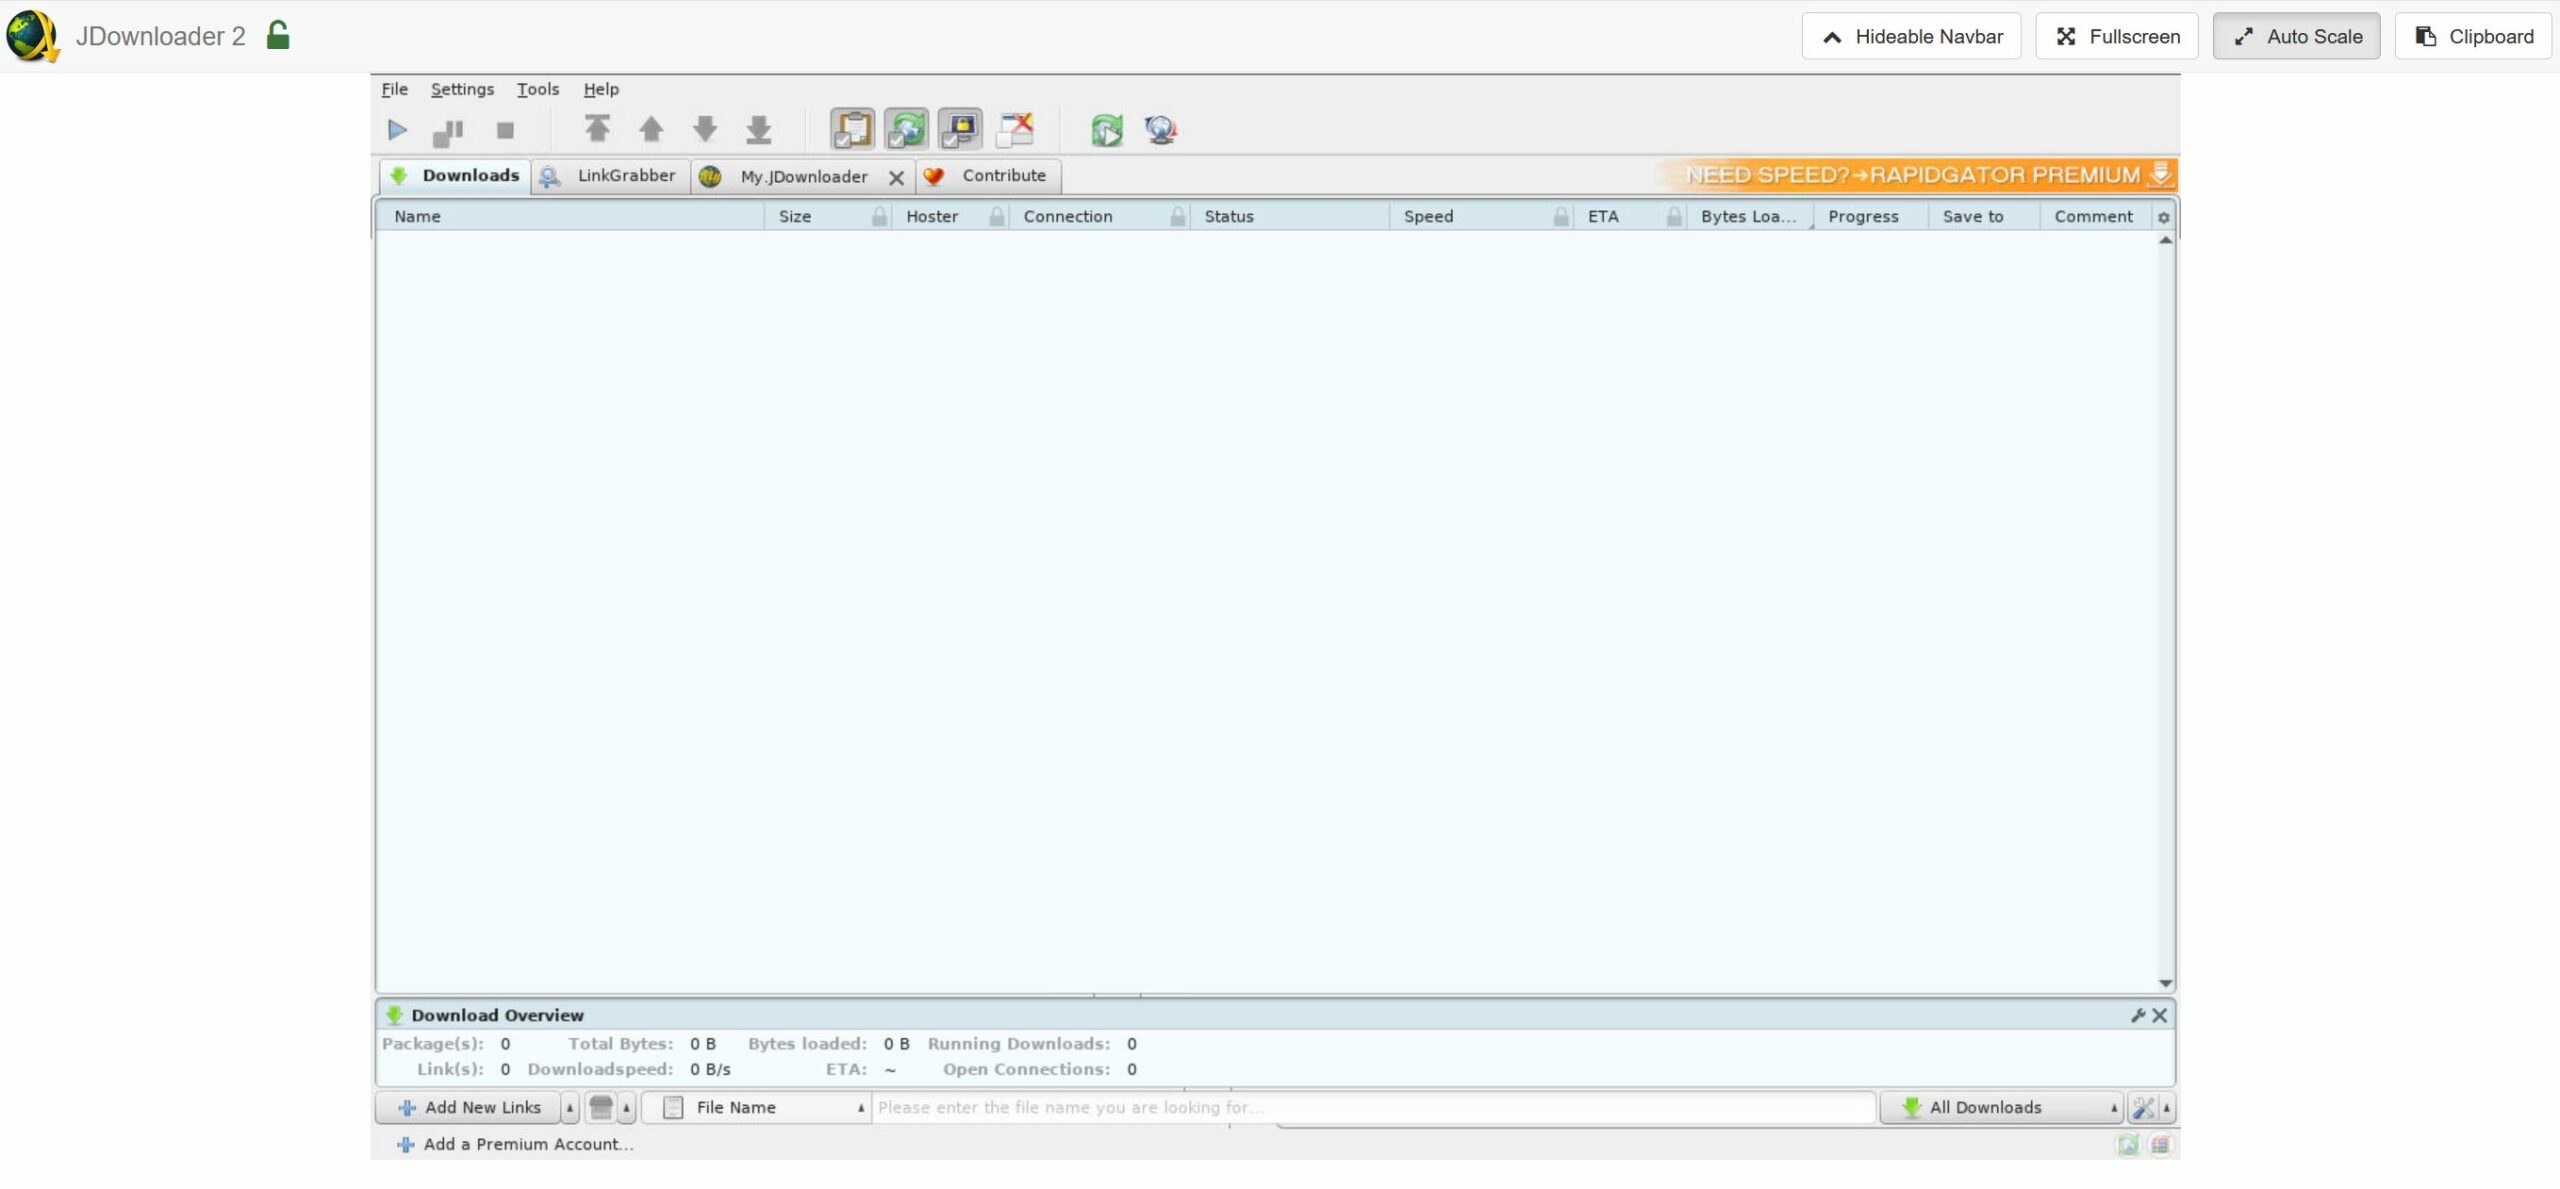 JDownloader 2 Hideable Navbar Fullscreen Auto Scale Clipboard
File Settings Tools Help
Downloads LinkGrabber My.JDownloader Contribute NEED SPEED?→RAPIDGATOR PREMIUM
Name Size Hoster Connection Status Speed ETA Bytes Loa... Progress Save to Comment
Download Overview
Package(s): 0 Total Bytes: 0 B Bytes loaded: 0 B Running Downloads: 0
Link(s): 0 Downloadspeed: 0 B/s ETA: ~ Open Connections: 0
Add New Links File Name Please enter the file name you are looking for... All Downloads
Add a Premium Account...